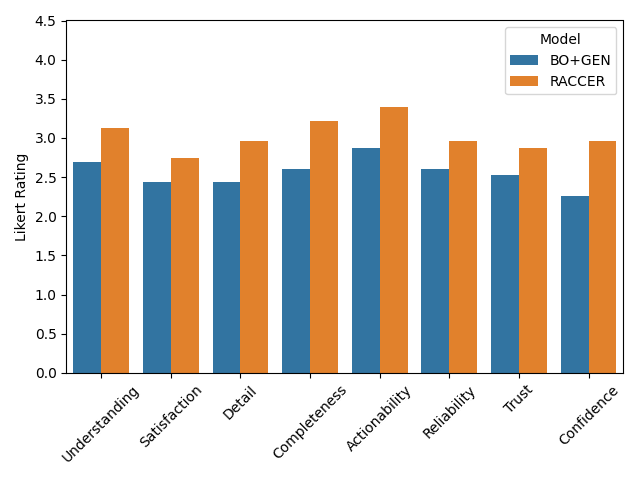 4.5
4.0
3.5
3.0
2.5
2.0
1.5
1.0
0.5
0.0
Likert Rating
Model
BO+GEN
RACCER
Understanding
Satisfaction
Detail
Completeness
Actionability
Reliability
Trust
Confidence